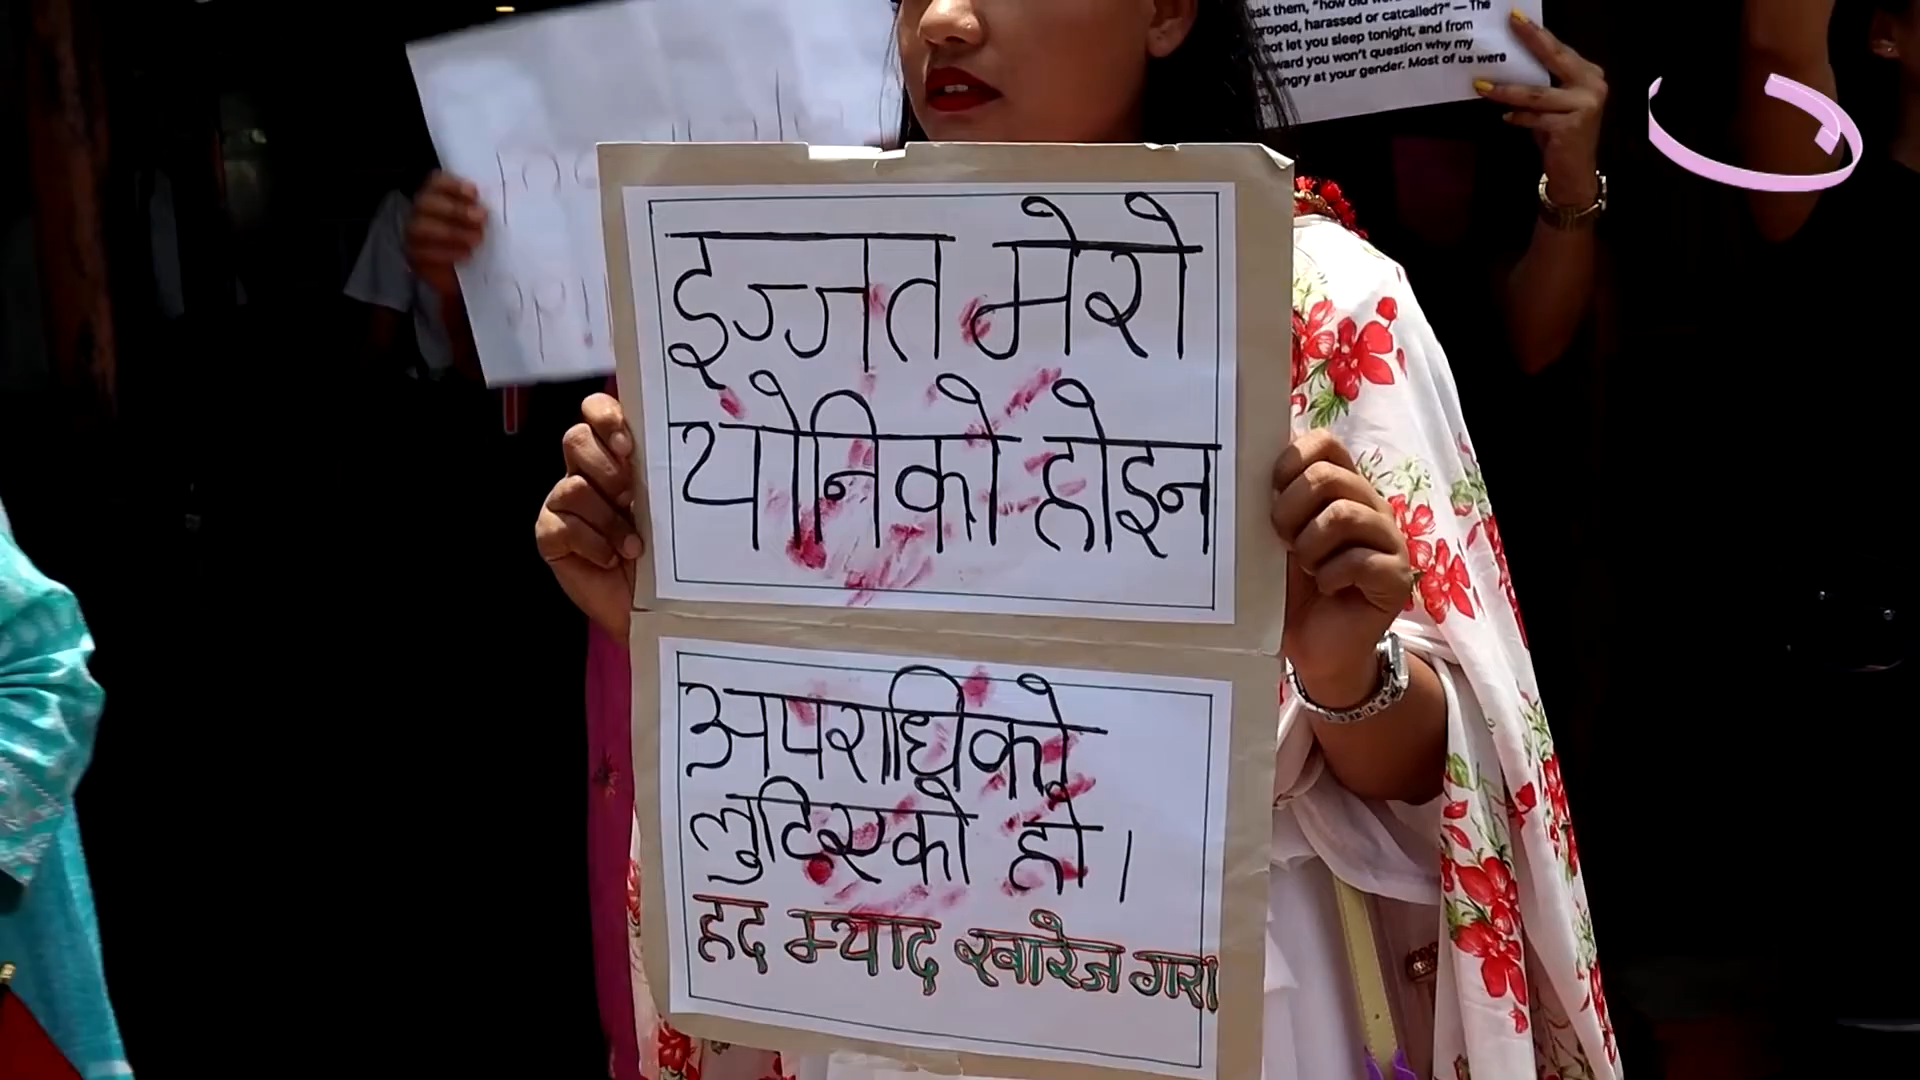 ask them, "how old
groped, harassed or catcalled?" — The
not let you sleep tonight, and from
ward you won't question why my
angry at your gender. Most of us were
इज्जत मेरो
योनिको होइन
अपराधिको
लुटिएको हो।
हद म्याद खारेज गरा